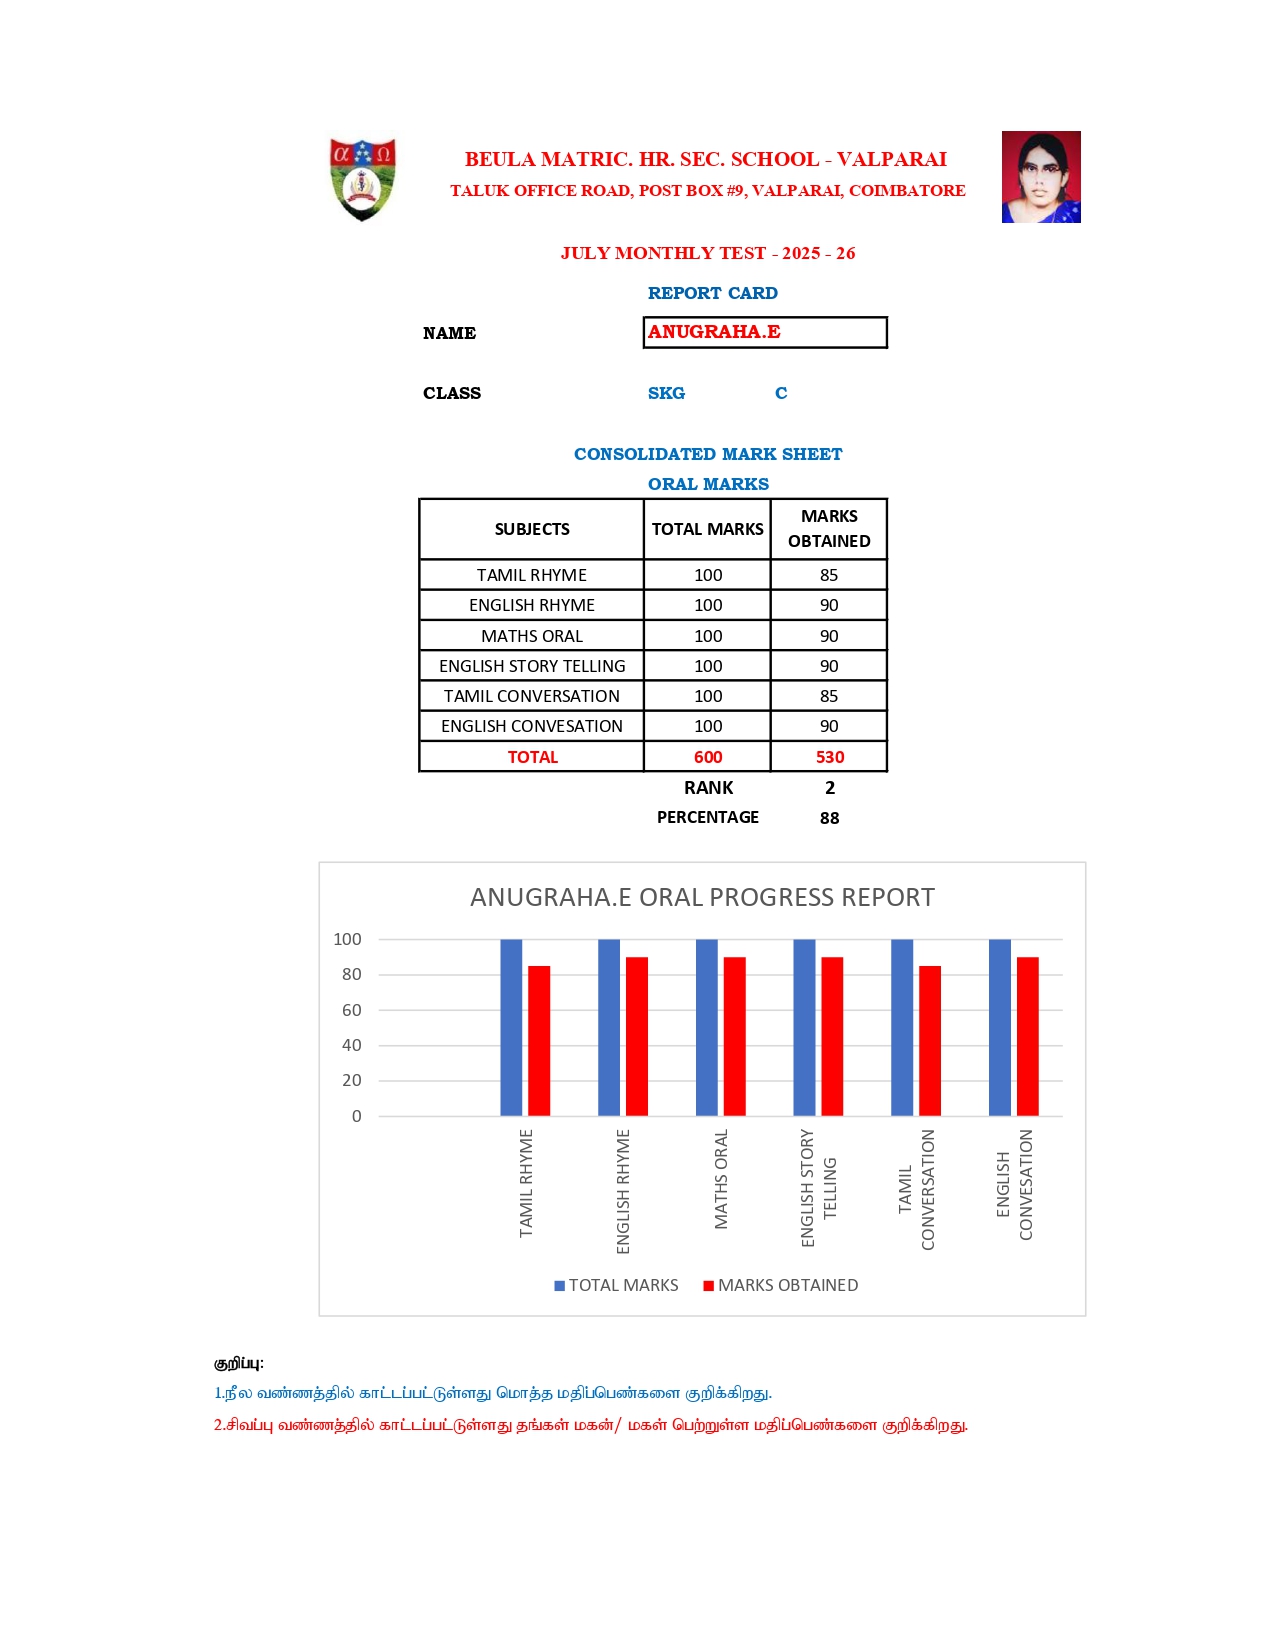 α Ω
BEULA MATRIC. HR. SEC. SCHOOL - VALPARAI
TALUK OFFICE ROAD, POST BOX #9, VALPARAI, COIMBATORE
JULY MONTHLY TEST - 2025 - 26
REPORT CARD
NAME ANUGRAHA.E
CLASS SKG C
CONSOLIDATED MARK SHEET
ORAL MARKS
SUBJECTS TOTAL MARKS MARKS OBTAINED
TAMIL RHYME 100 85
ENGLISH RHYME 100 90
MATHS ORAL 100 90
ENGLISH STORY TELLING 100 90
TAMIL CONVERSATION 100 85
ENGLISH CONVESATION 100 90
TOTAL 600 530
RANK 2
PERCENTAGE 88
ANUGRAHA.E ORAL PROGRESS REPORT
100
80
60
40
20
0
TAMIL RHYME
ENGLISH RHYME
MATHS ORAL
ENGLISH STORY TELLING
TAMIL CONVERSATION
ENGLISH CONVESATION
TOTAL MARKS MARKS OBTAINED
குறிப்பு:
1.நீல வண்ணத்தில் காட்டப்பட்டுள்ளது மொத்த மதிப்பெண்களை குறிக்கிறது.
2.சிவப்பு வண்ணத்தில் காட்டப்பட்டுள்ளது தங்கள் மகன்/ மகள் பெற்றுள்ள மதிப்பெண்களை குறிக்கிறது.